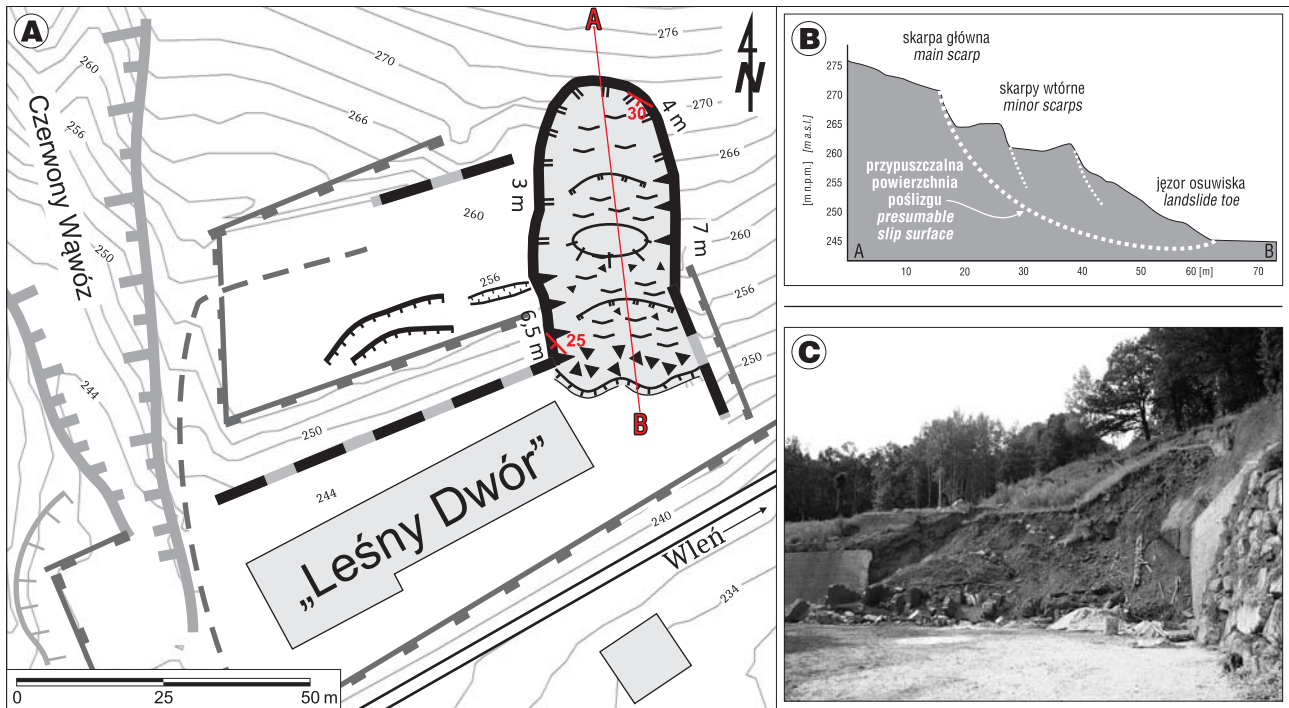 A
A
276
270
270
266
266
260
260
260
256
256
256
250
250
250
244
244
240
234
N
Czerwony Wąwóz
30
4 m
3 m
7 m
6,5 m
25
B
„Leśny Dwór”
Wleń
0
25
50 m
B
skarpa główna
main scarp
skarpy wtórne
minor scarps
przypuszczalna
powierzchnia
poślizgu
presumable
slip surface
jęzor osuwiska
landslide toe
[m n.p.m.] [m a.s.l.]
275
270
265
260
255
250
245
A
B
10
20
30
40
50
60 [m]
70
C